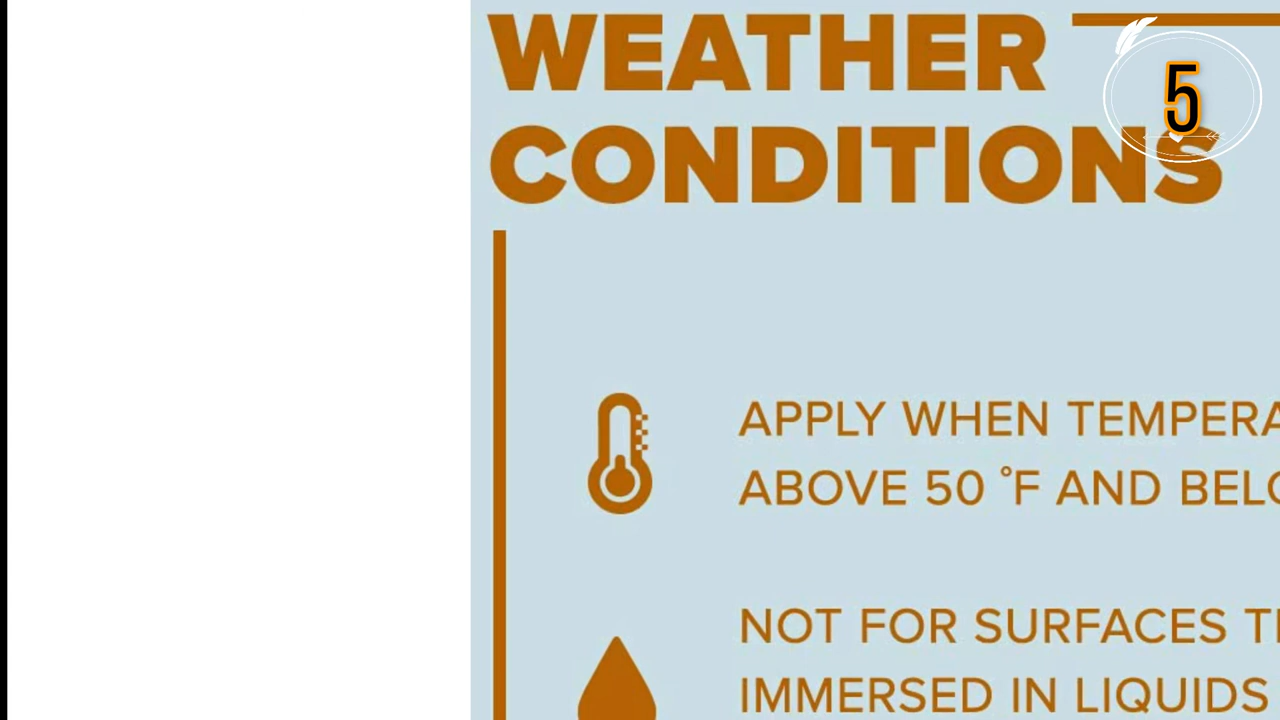 WEATHER
5
CONDITIONS
APPLY WHEN
ABOVE 50 °F AND
NOT FOR SURFACES
IMMERSED IN LIQUIDS